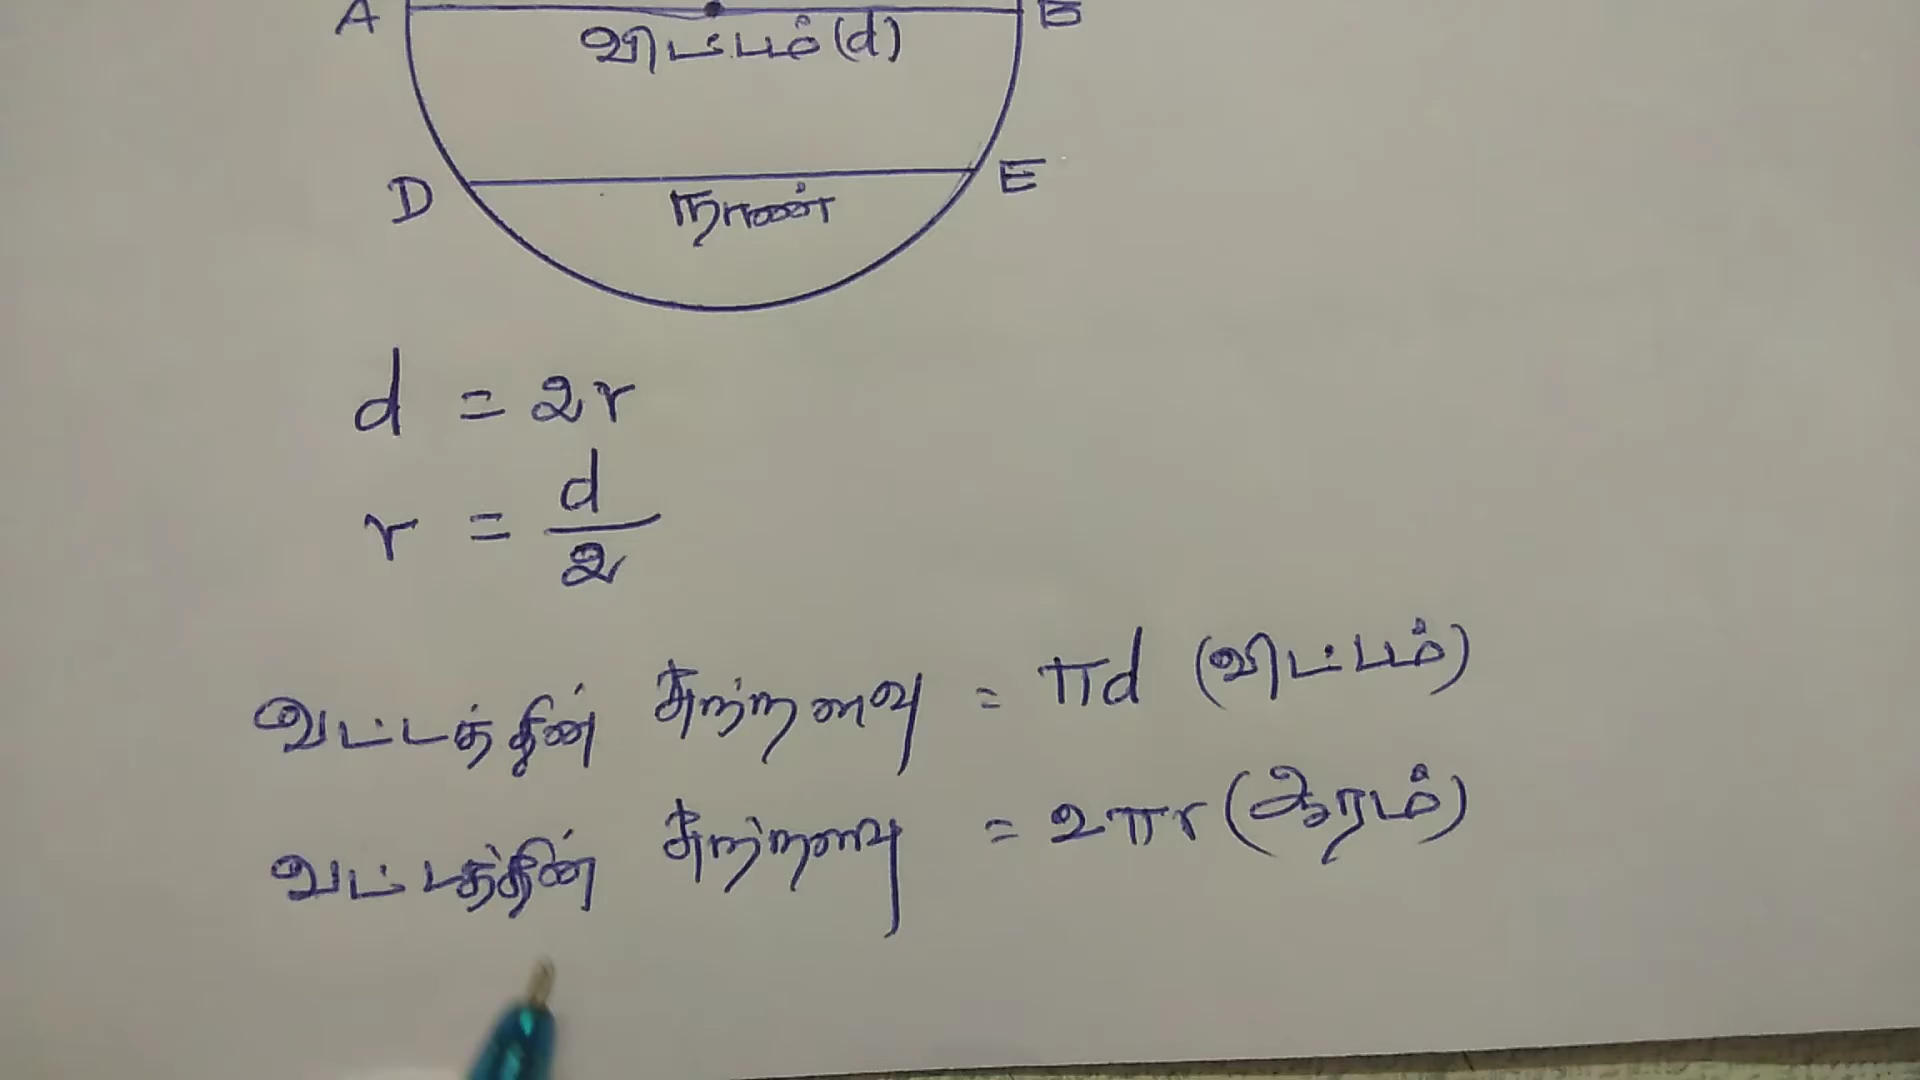 A B
விட்டம் (d)
D E
நாண்
d = 2r
r = d/2
வட்டத்தின் சுற்றளவு = πd (விட்டம்)
வட்டத்தின் சுற்றளவு = 2πr (ஆரம்)